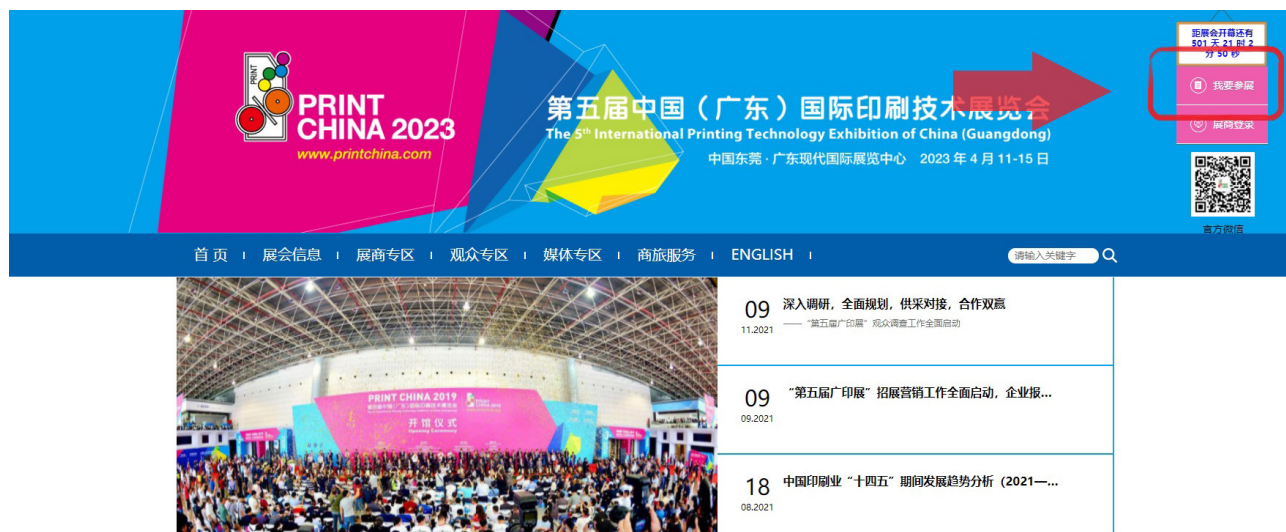 距展会开幕还有
501 天 21 时 2
分 50 秒
我要参展
展商登录
官方微信
PRINT
PRINT
CHINA 2023
www.printchina.com
第五届中国（广东）国际印刷技术展览会
The 5th International Printing Technology Exhibition of China (Guangdong)
中国东莞·广东现代国际展览中心 2023 年 4 月 11-15 日
首 页 展会信息 展商专区 观众专区 媒体专区 商旅服务 ENGLISH
请输入关键字
PRINT CHINA 2019
开 馆 仪 式
Opening Ceremony
09
11.2021
深入调研，全面规划，供采对接，合作双赢
—— “第五届广印展”观众调查工作全面启动
09
09.2021
“第五届广印展”招展营销工作全面启动，企业报...
18
08.2021
中国印刷业“十四五”期间发展趋势分析（2021—...